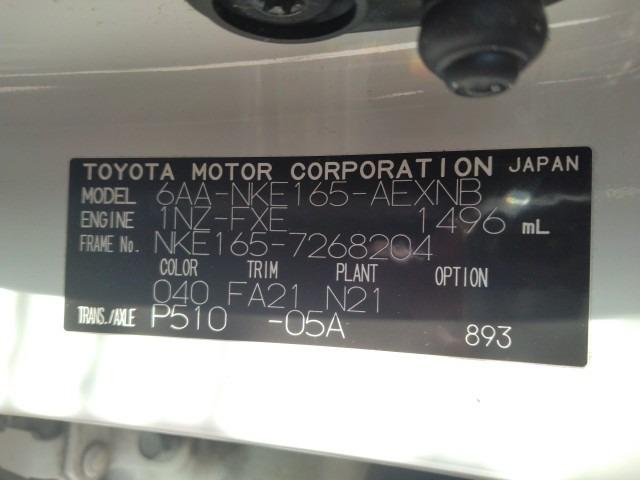 TOYOTA MOTOR CORPORATION JAPAN
MODEL 6AA-NKE165-AEXNB
ENGINE 1NZ-FXE 1496 mL
FRAME No. NKE165-7268204
COLOR TRIM PLANT OPTION
040 FA21 N21
TRANS./AXLE P510 -05A 893